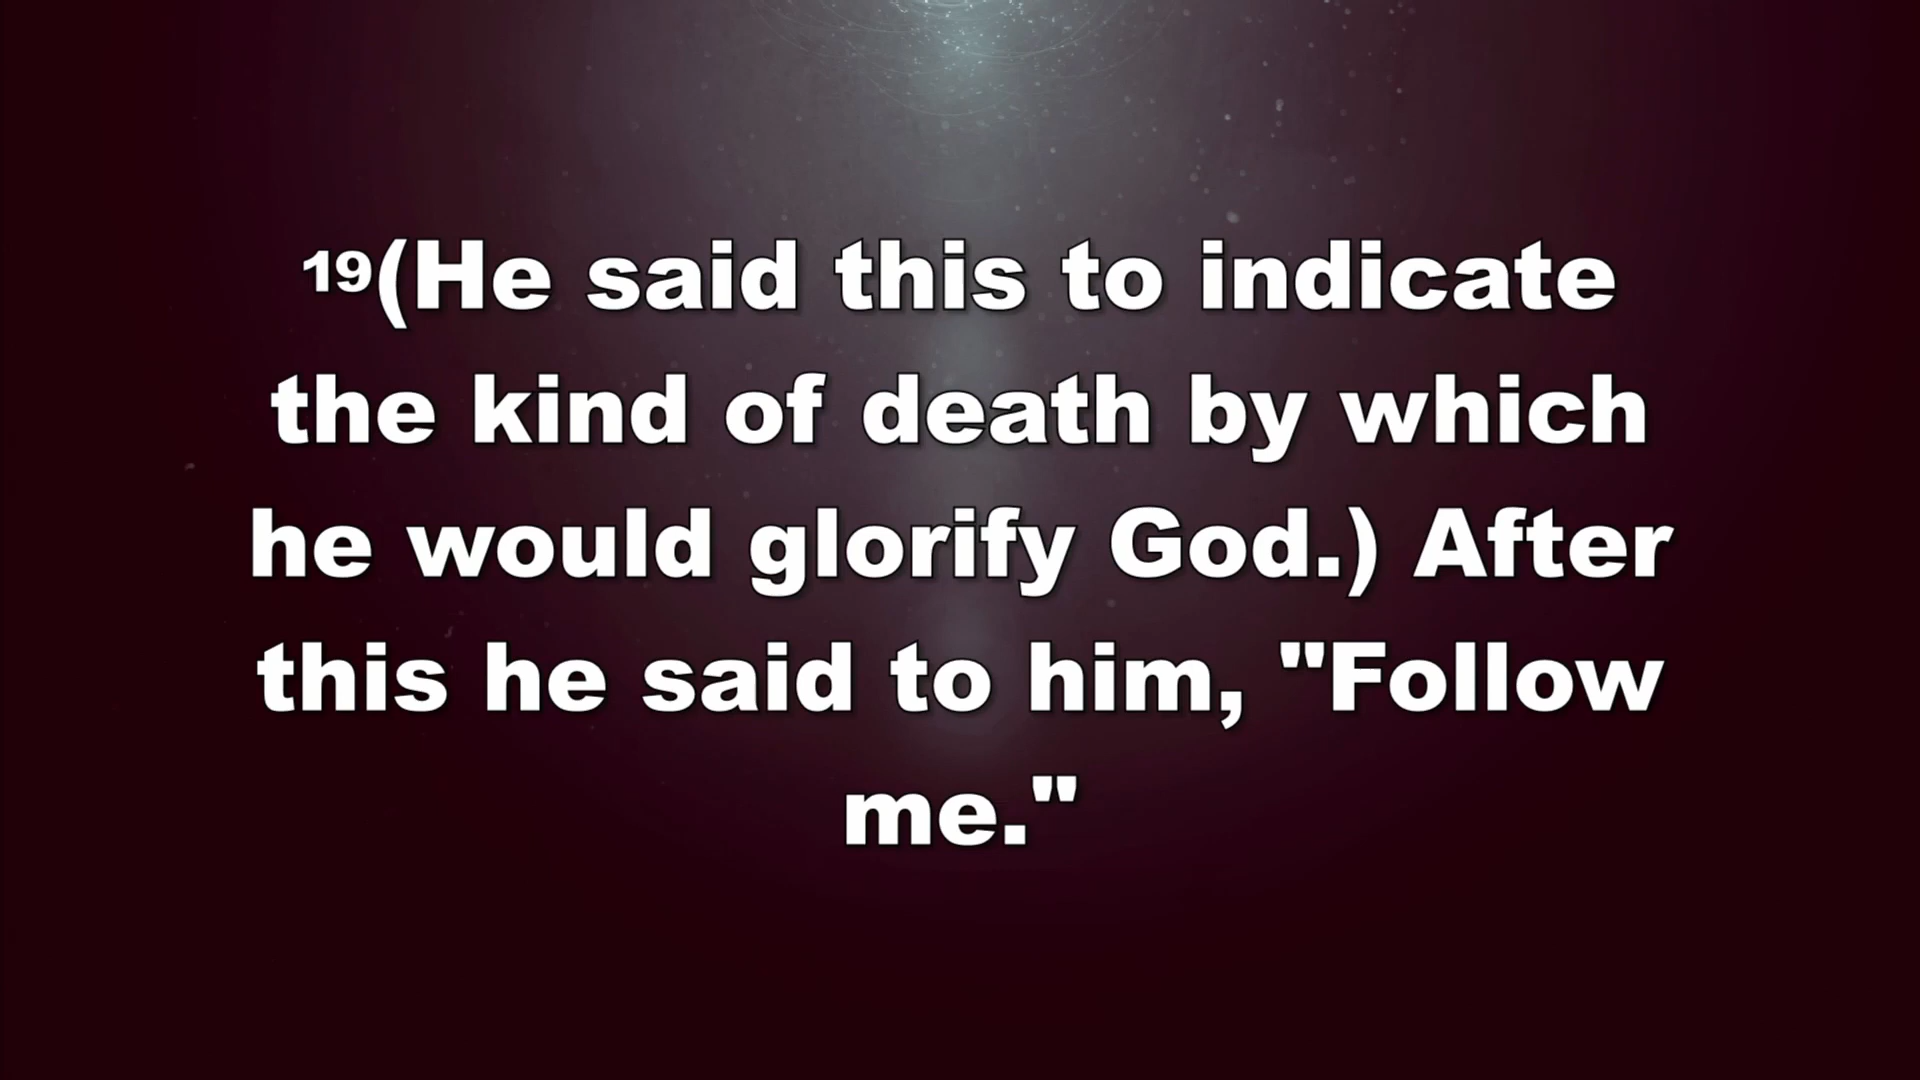 19(He said this to indicate
the kind of death by which
he would glorify God.) After
this he said to him, "Follow
me."